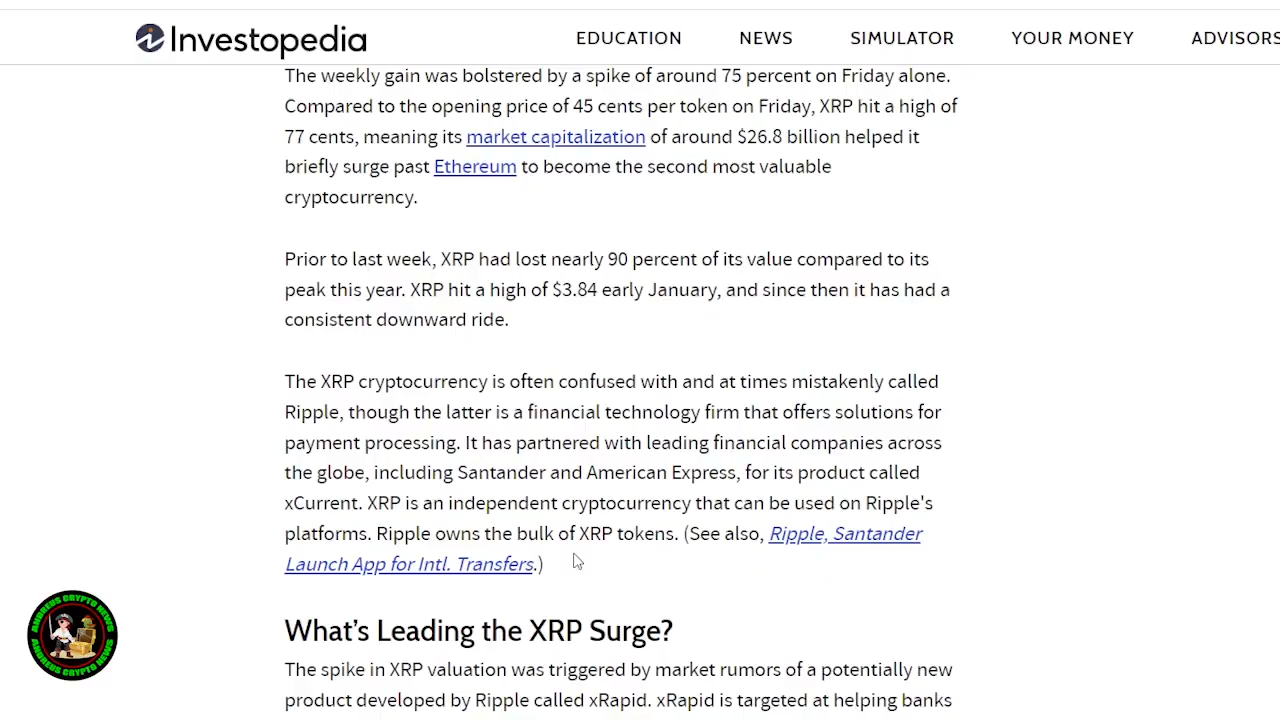 Investopedia
EDUCATION NEWS SIMULATOR YOUR MONEY ADVISORS
The weekly gain was bolstered by a spike of around 75 percent on Friday alone.
Compared to the opening price of 45 cents per token on Friday, XRP hit a high of
77 cents, meaning its market capitalization of around $26.8 billion helped it
briefly surge past Ethereum to become the second most valuable
cryptocurrency.
Prior to last week, XRP had lost nearly 90 percent of its value compared to its
peak this year. XRP hit a high of $3.84 early January, and since then it has had a
consistent downward ride.
The XRP cryptocurrency is often confused with and at times mistakenly called
Ripple, though the latter is a financial technology firm that offers solutions for
payment processing. It has partnered with leading financial companies across
the globe, including Santander and American Express, for its product called
xCurrent. XRP is an independent cryptocurrency that can be used on Ripple's
platforms. Ripple owns the bulk of XRP tokens. (See also, Ripple, Santander
Launch App for Intl. Transfers.)
ANDREUS CRYPTO NEWS
ANDREUS CRYPTO NEWS
What's Leading the XRP Surge?
The spike in XRP valuation was triggered by market rumors of a potentially new
product developed by Ripple called xRapid. xRapid is targeted at helping banks